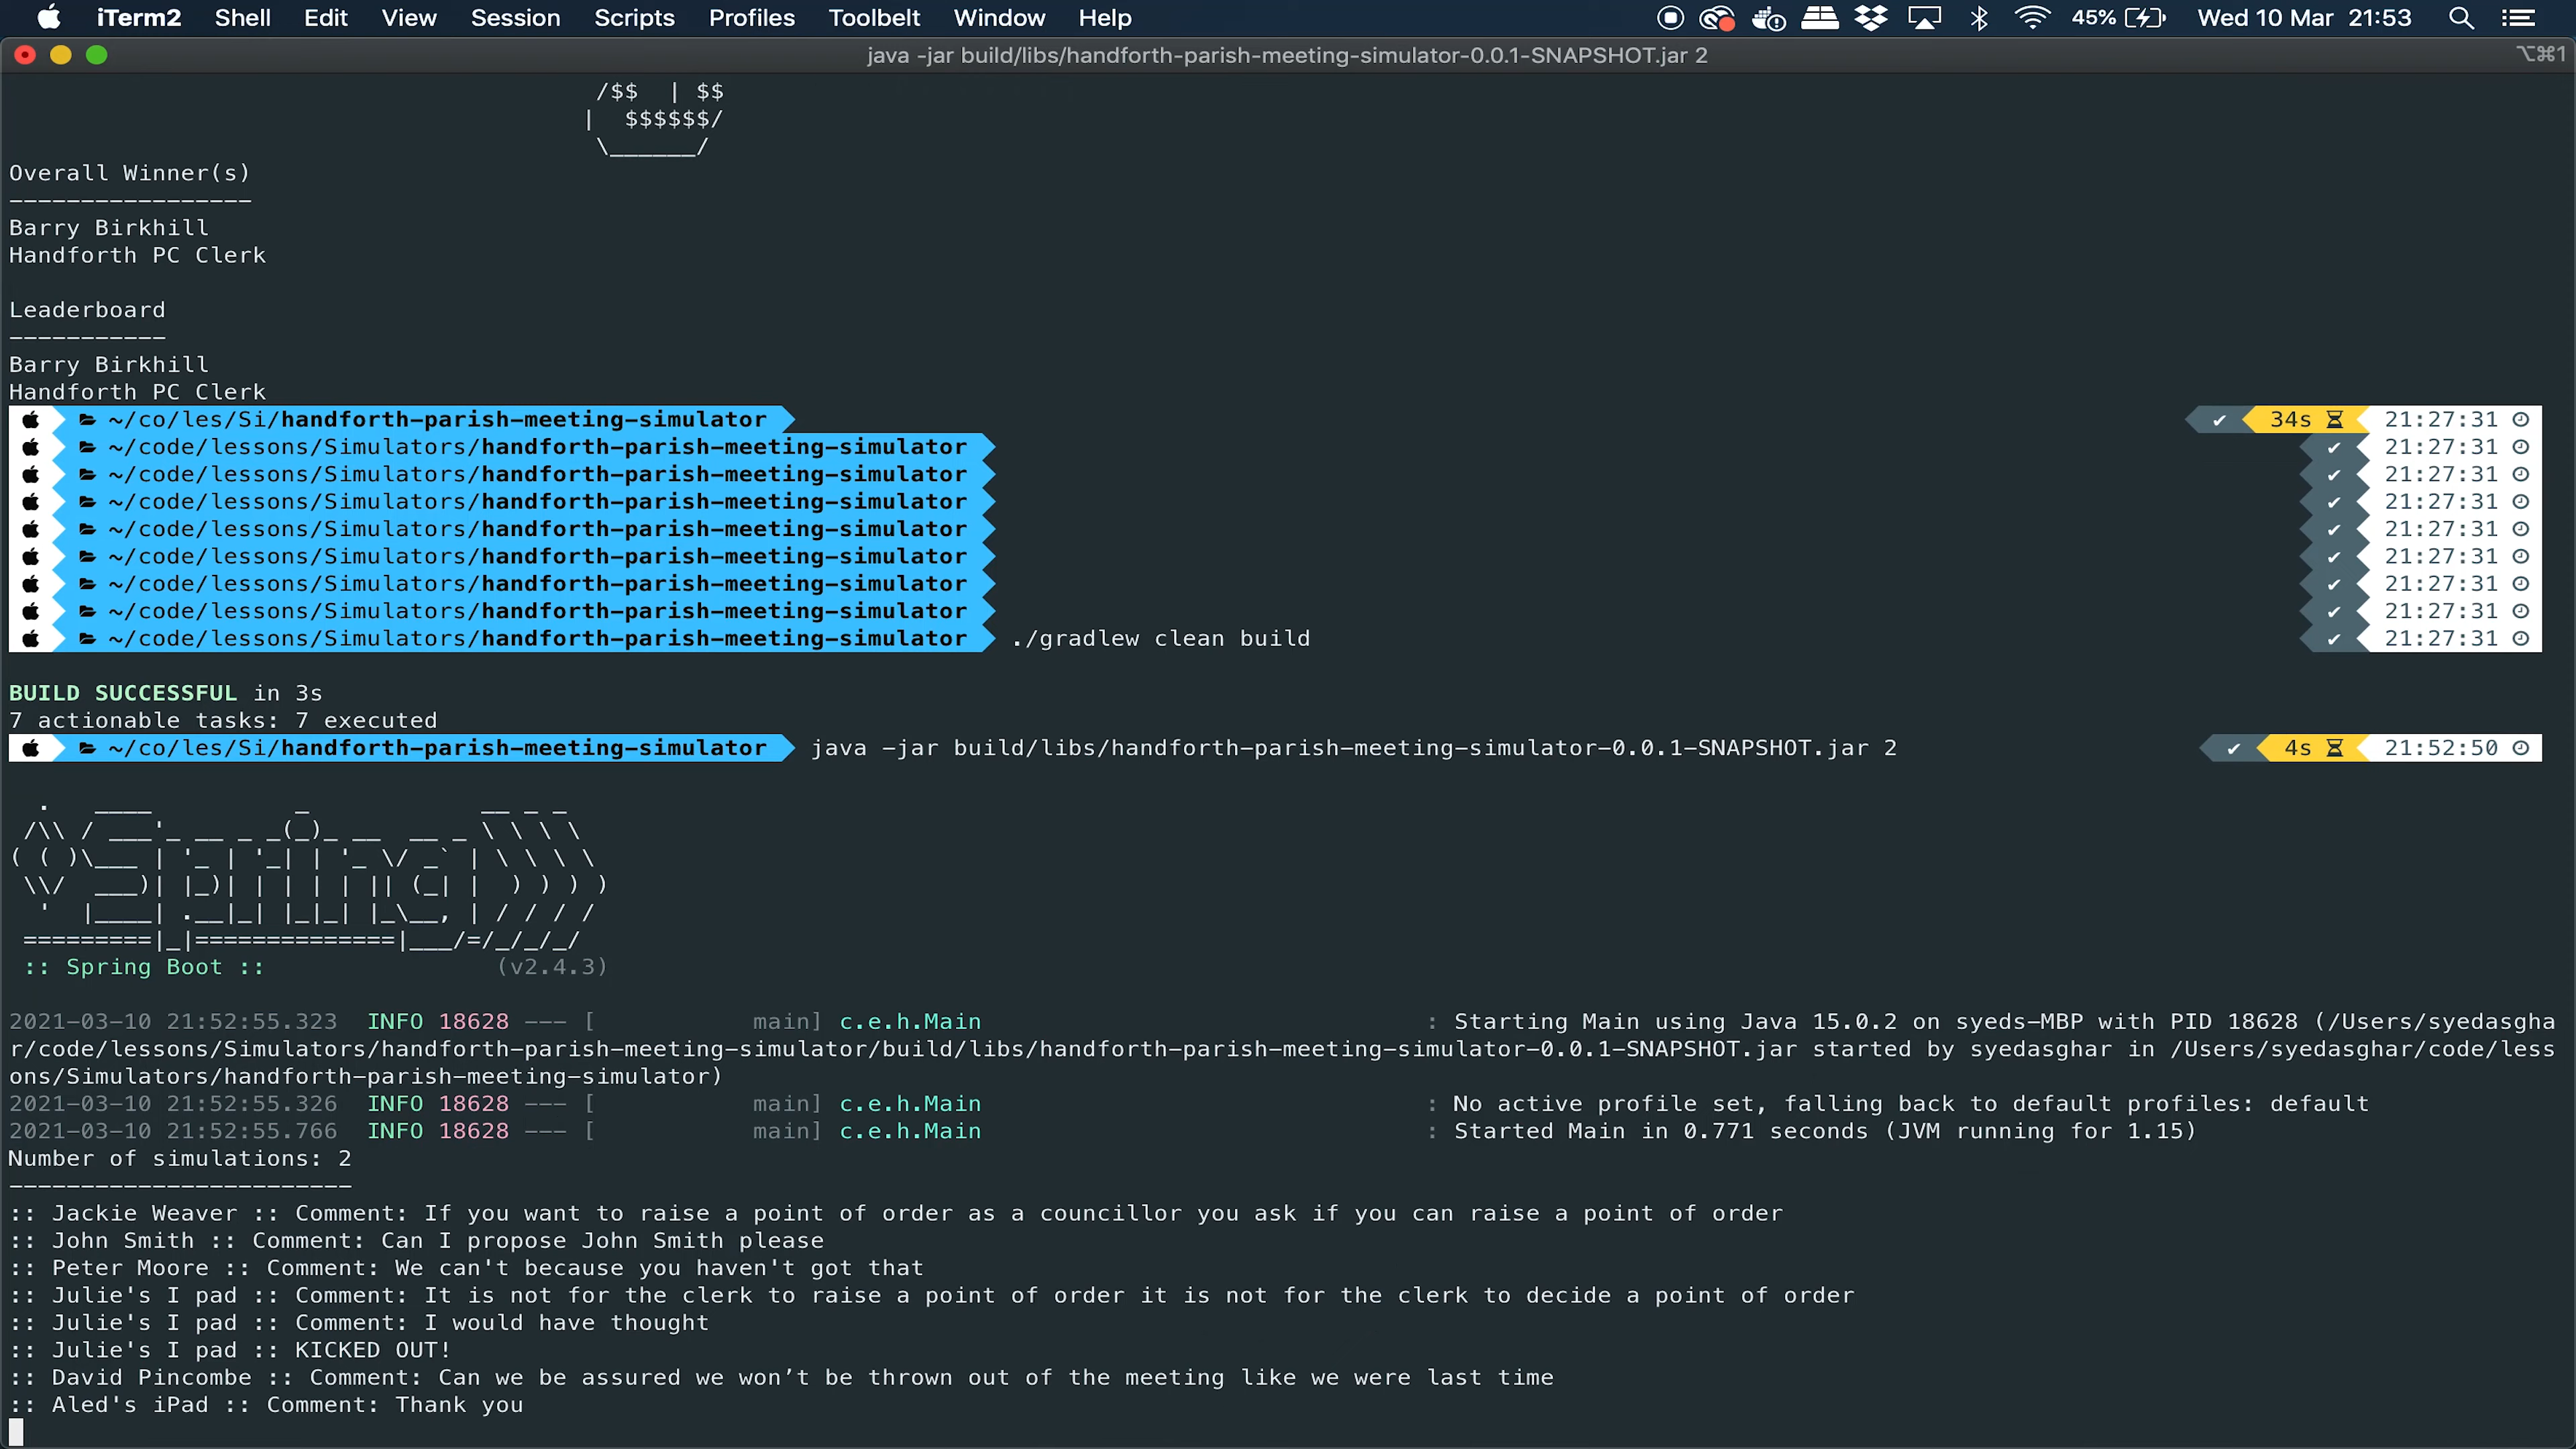 iTerm2 Shell Edit View Session Scripts Profiles Toolbelt Window Help 45% Wed 10 Mar 21:53
java -jar build/libs/handforth-parish-meeting-simulator-0.0.1-SNAPSHOT.jar 2 ⌥⌘1
/$$  | $$
|  $$$$$$/
\______/
Overall Winner(s)
-----------------
Barry Birkhill
Handforth PC Clerk
Leaderboard
-----------
Barry Birkhill
Handforth PC Clerk
~/co/les/Si/handforth-parish-meeting-simulator ✔ 34s 21:27:31
~/code/lessons/Simulators/handforth-parish-meeting-simulator ✔ 21:27:31
~/code/lessons/Simulators/handforth-parish-meeting-simulator ✔ 21:27:31
~/code/lessons/Simulators/handforth-parish-meeting-simulator ✔ 21:27:31
~/code/lessons/Simulators/handforth-parish-meeting-simulator ✔ 21:27:31
~/code/lessons/Simulators/handforth-parish-meeting-simulator ✔ 21:27:31
~/code/lessons/Simulators/handforth-parish-meeting-simulator ✔ 21:27:31
~/code/lessons/Simulators/handforth-parish-meeting-simulator ✔ 21:27:31
~/code/lessons/Simulators/handforth-parish-meeting-simulator ./gradlew clean build ✔ 21:27:31
BUILD SUCCESSFUL in 3s
7 actionable tasks: 7 executed
~/co/les/Si/handforth-parish-meeting-simulator java -jar build/libs/handforth-parish-meeting-simulator-0.0.1-SNAPSHOT.jar 2 ✔ 4s 21:52:50
  .   ____          _            __ _ _
 /\\ / ___'_ __ _ _(_)_ __  __ _ \ \ \ \
( ( )\___ | '_ | '_| | '_ \/ _` | \ \ \ \
 \\/  ___)| |_)| | | | | || (_| |  ) ) ) )
  '  |____| .__|_| |_|_| |_\__, | / / / /
 =========|_|==============|___/=/_/_/_/
 :: Spring Boot ::                (v2.4.3)
2021-03-10 21:52:55.323  INFO 18628 --- [           main] c.e.h.Main                               : Starting Main using Java 15.0.2 on syeds-MBP with PID 18628 (/Users/syedasgha
r/code/lessons/Simulators/handforth-parish-meeting-simulator/build/libs/handforth-parish-meeting-simulator-0.0.1-SNAPSHOT.jar started by syedasghar in /Users/syedasghar/code/less
ons/Simulators/handforth-parish-meeting-simulator)
2021-03-10 21:52:55.326  INFO 18628 --- [           main] c.e.h.Main                               : No active profile set, falling back to default profiles: default
2021-03-10 21:52:55.766  INFO 18628 --- [           main] c.e.h.Main                               : Started Main in 0.771 seconds (JVM running for 1.15)
Number of simulations: 2
------------------------
:: Jackie Weaver :: Comment: If you want to raise a point of order as a councillor you ask if you can raise a point of order
:: John Smith :: Comment: Can I propose John Smith please
:: Peter Moore :: Comment: We can't because you haven't got that
:: Julie's I pad :: Comment: It is not for the clerk to raise a point of order it is not for the clerk to decide a point of order
:: Julie's I pad :: Comment: I would have thought
:: Julie's I pad :: KICKED OUT!
:: David Pincombe :: Comment: Can we be assured we won’t be thrown out of the meeting like we were last time
:: Aled's iPad :: Comment: Thank you